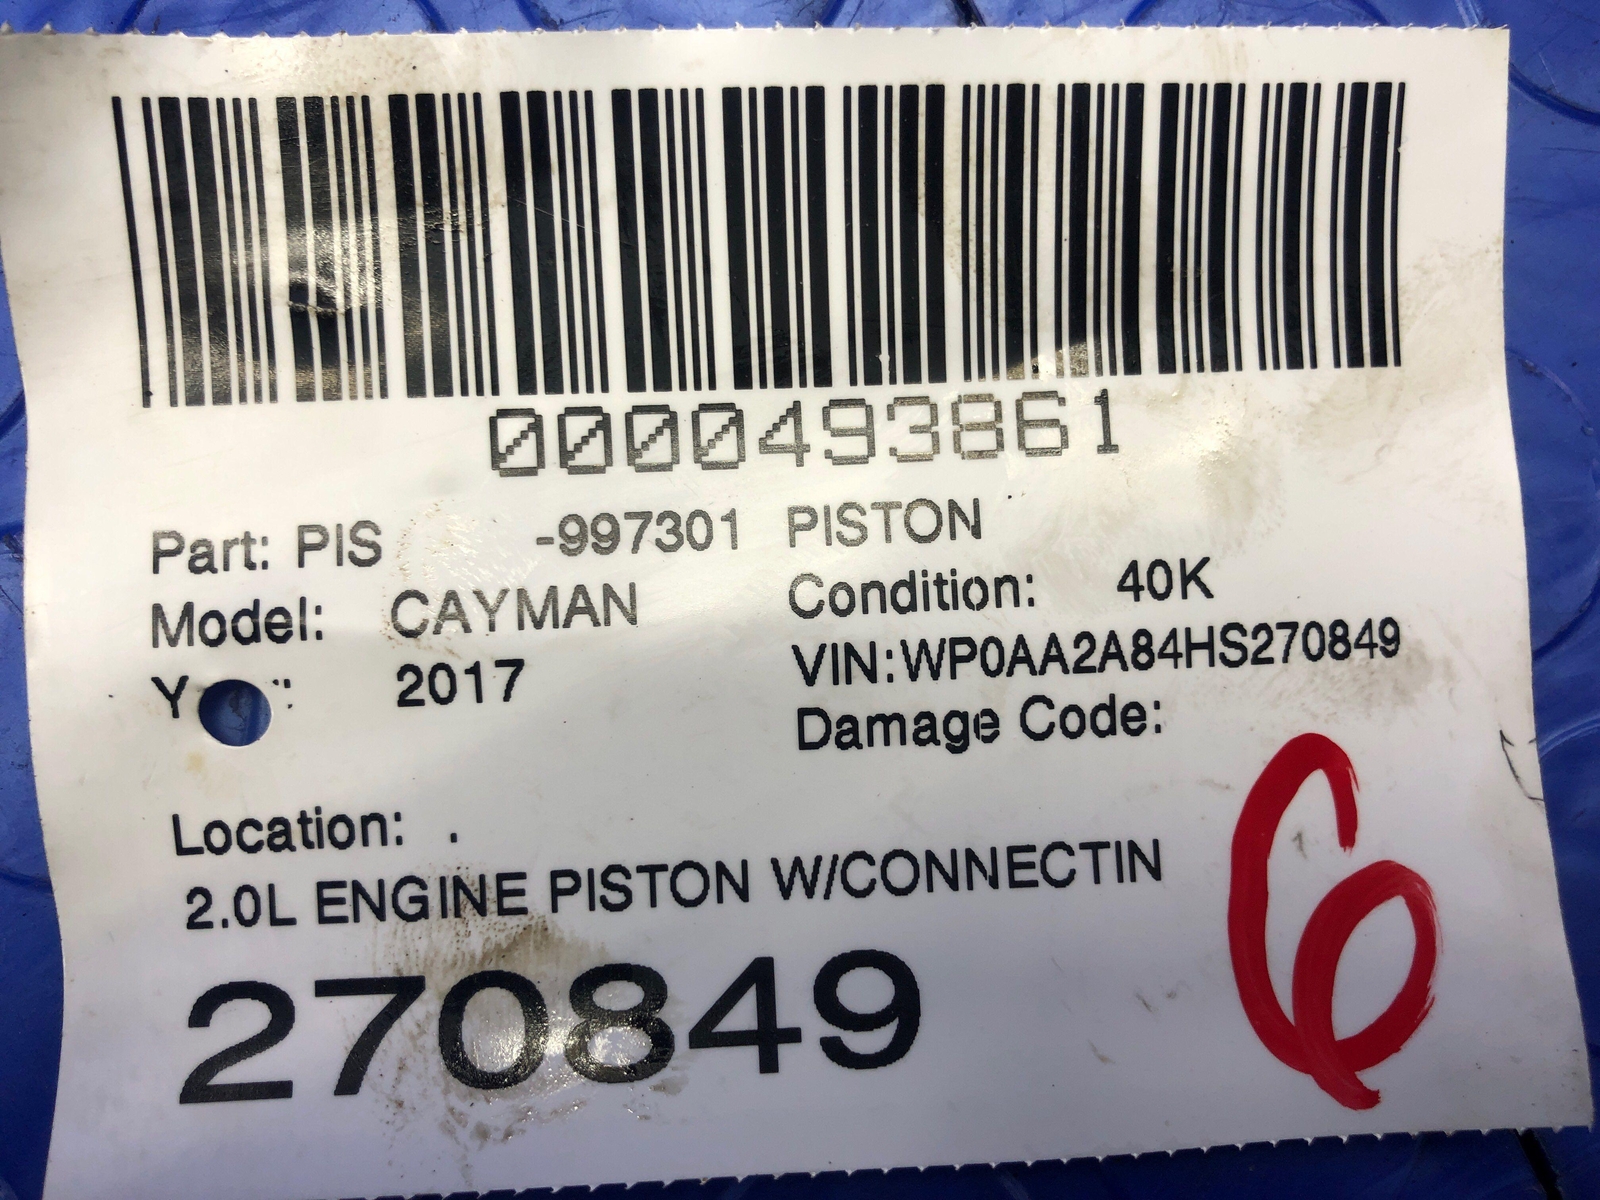 0000493861
Part: PIS -997301 PISTON
Model: CAYMAN Condition: 40K
Y : 2017 VIN:WP0AA2A84HS270849
Damage Code:
Location: .
2.0L ENGINE PISTON W/CONNECTIN
270849
6